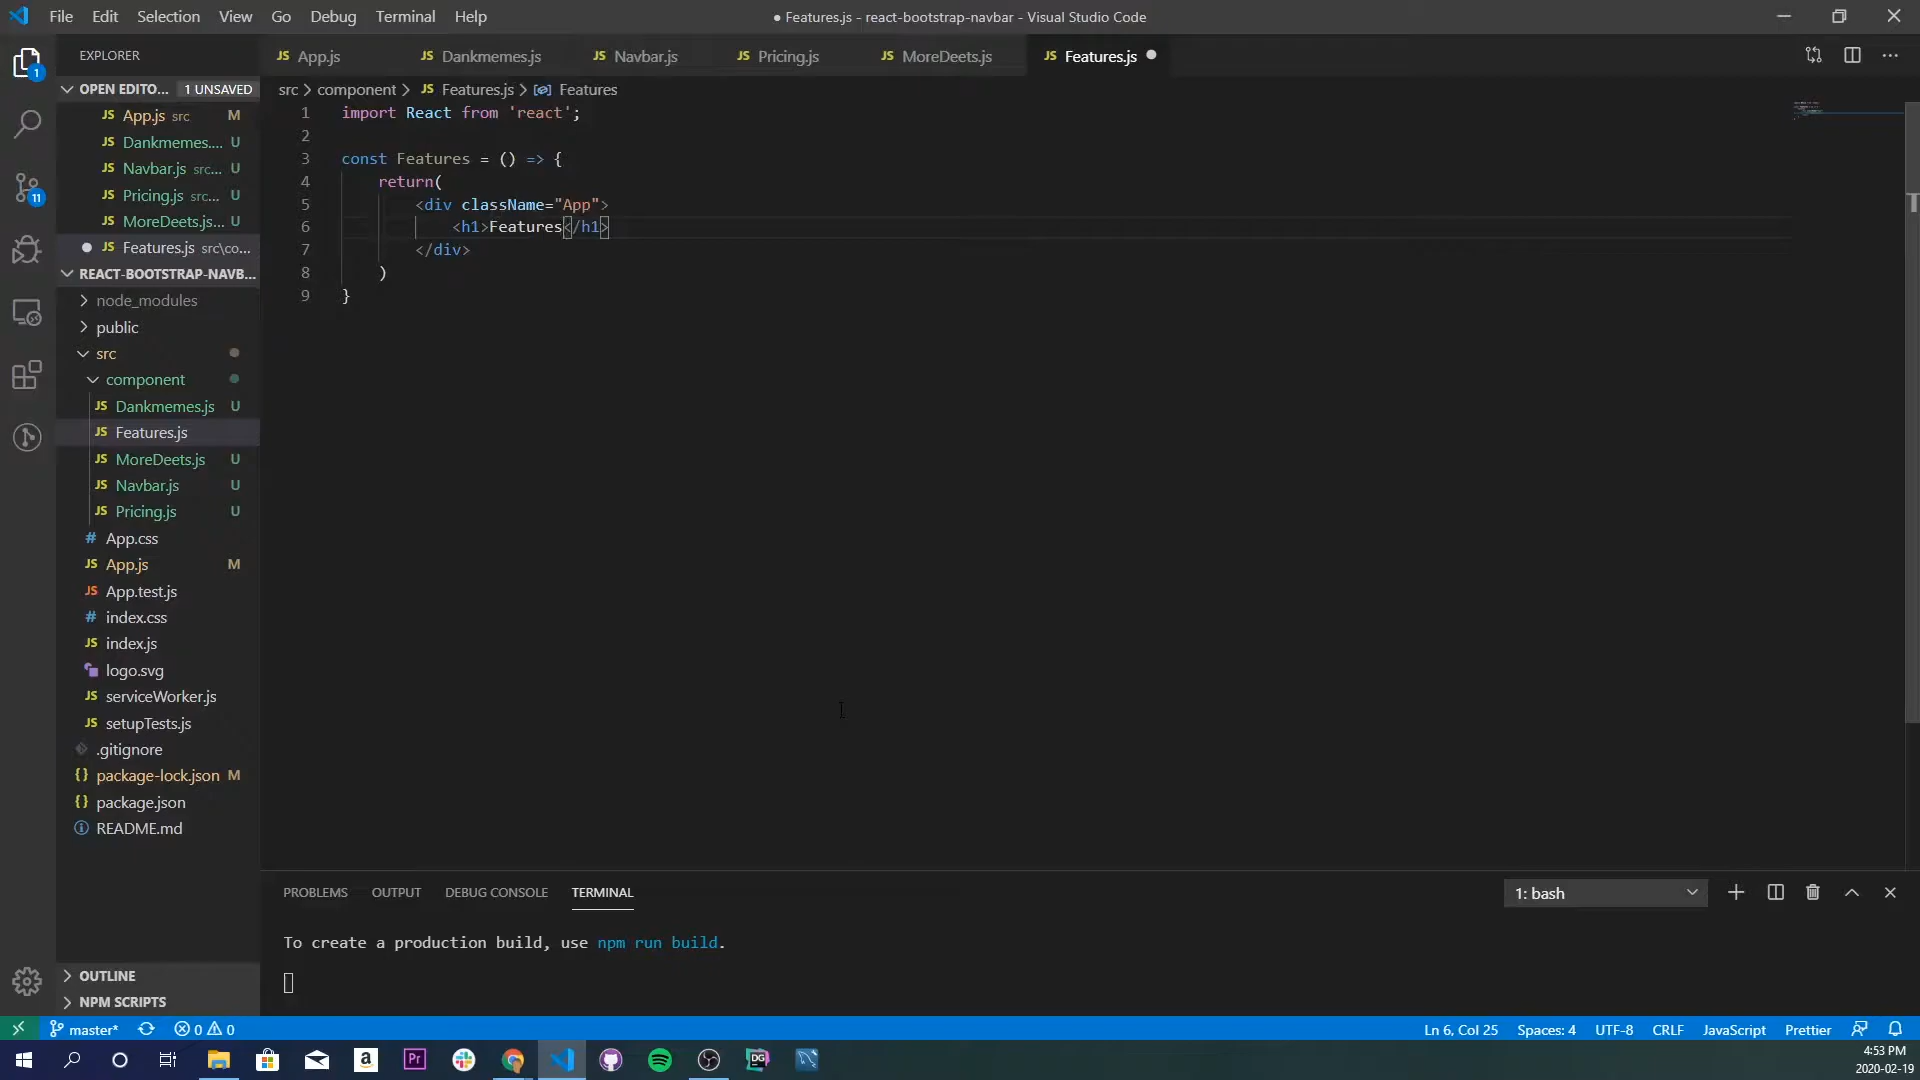 File Edit Selection View Go Debug Terminal Help
● Features.js - react-bootstrap-navbar - Visual Studio Code
EXPLORER
JS App.js
JS Dankmemes.js
JS Navbar.js
JS Pricing.js
JS MoreDeets.js
JS Features.js
OPEN EDITO... 1 UNSAVED
JS App.js src M
JS Dankmemes.... U
JS Navbar.js src... U
JS Pricing.js src... U
JS MoreDeets.js... U
JS Features.js src\co...
REACT-BOOTSTRAP-NAVB...
node_modules
public
src
component
JS Dankmemes.js U
JS Features.js
JS MoreDeets.js U
JS Navbar.js U
JS Pricing.js U
# App.css
JS App.js M
JS App.test.js
# index.css
JS index.js
logo.svg
JS serviceWorker.js
JS setupTests.js
.gitignore
{} package-lock.json M
{} package.json
README.md
OUTLINE
NPM SCRIPTS
1
11
src > component > JS Features.js > Features
1 import React from 'react';
2
3 const Features = () => {
4 return(
5 <div className="App">
6 <h1>Features</h1>
7 </div>
8 )
9 }
PROBLEMS OUTPUT DEBUG CONSOLE TERMINAL
1: bash
To create a production build, use npm run build.
master* 0 0
Ln 6, Col 25 Spaces: 4 UTF-8 CRLF JavaScript Prettier
a Pr DG
4:53 PM
2020-02-19